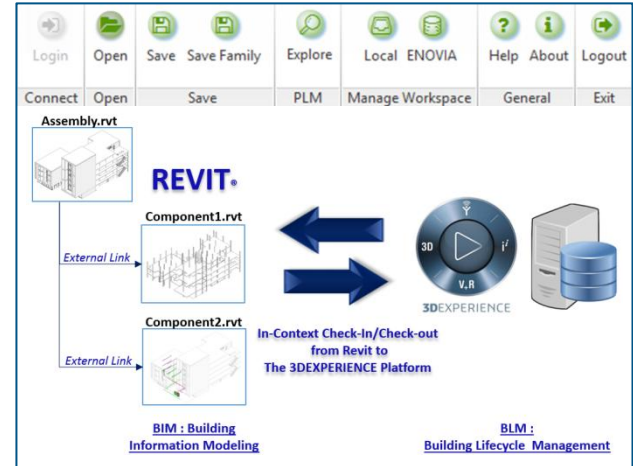 Login Open Save Save Family Explore Local ENOVIA Help About Logout
Connect Open Save PLM Manage Workspace General Exit
Assembly.rvt
REVIT®
Component1.rvt
External Link
3D V.R i
3DEXPERIENCE
Component2.rvt
External Link
In-Context Check-In/Check-out
from Revit to
The 3DEXPERIENCE Platform
BIM : Building
Information Modeling
BLM :
Building Lifecycle Management